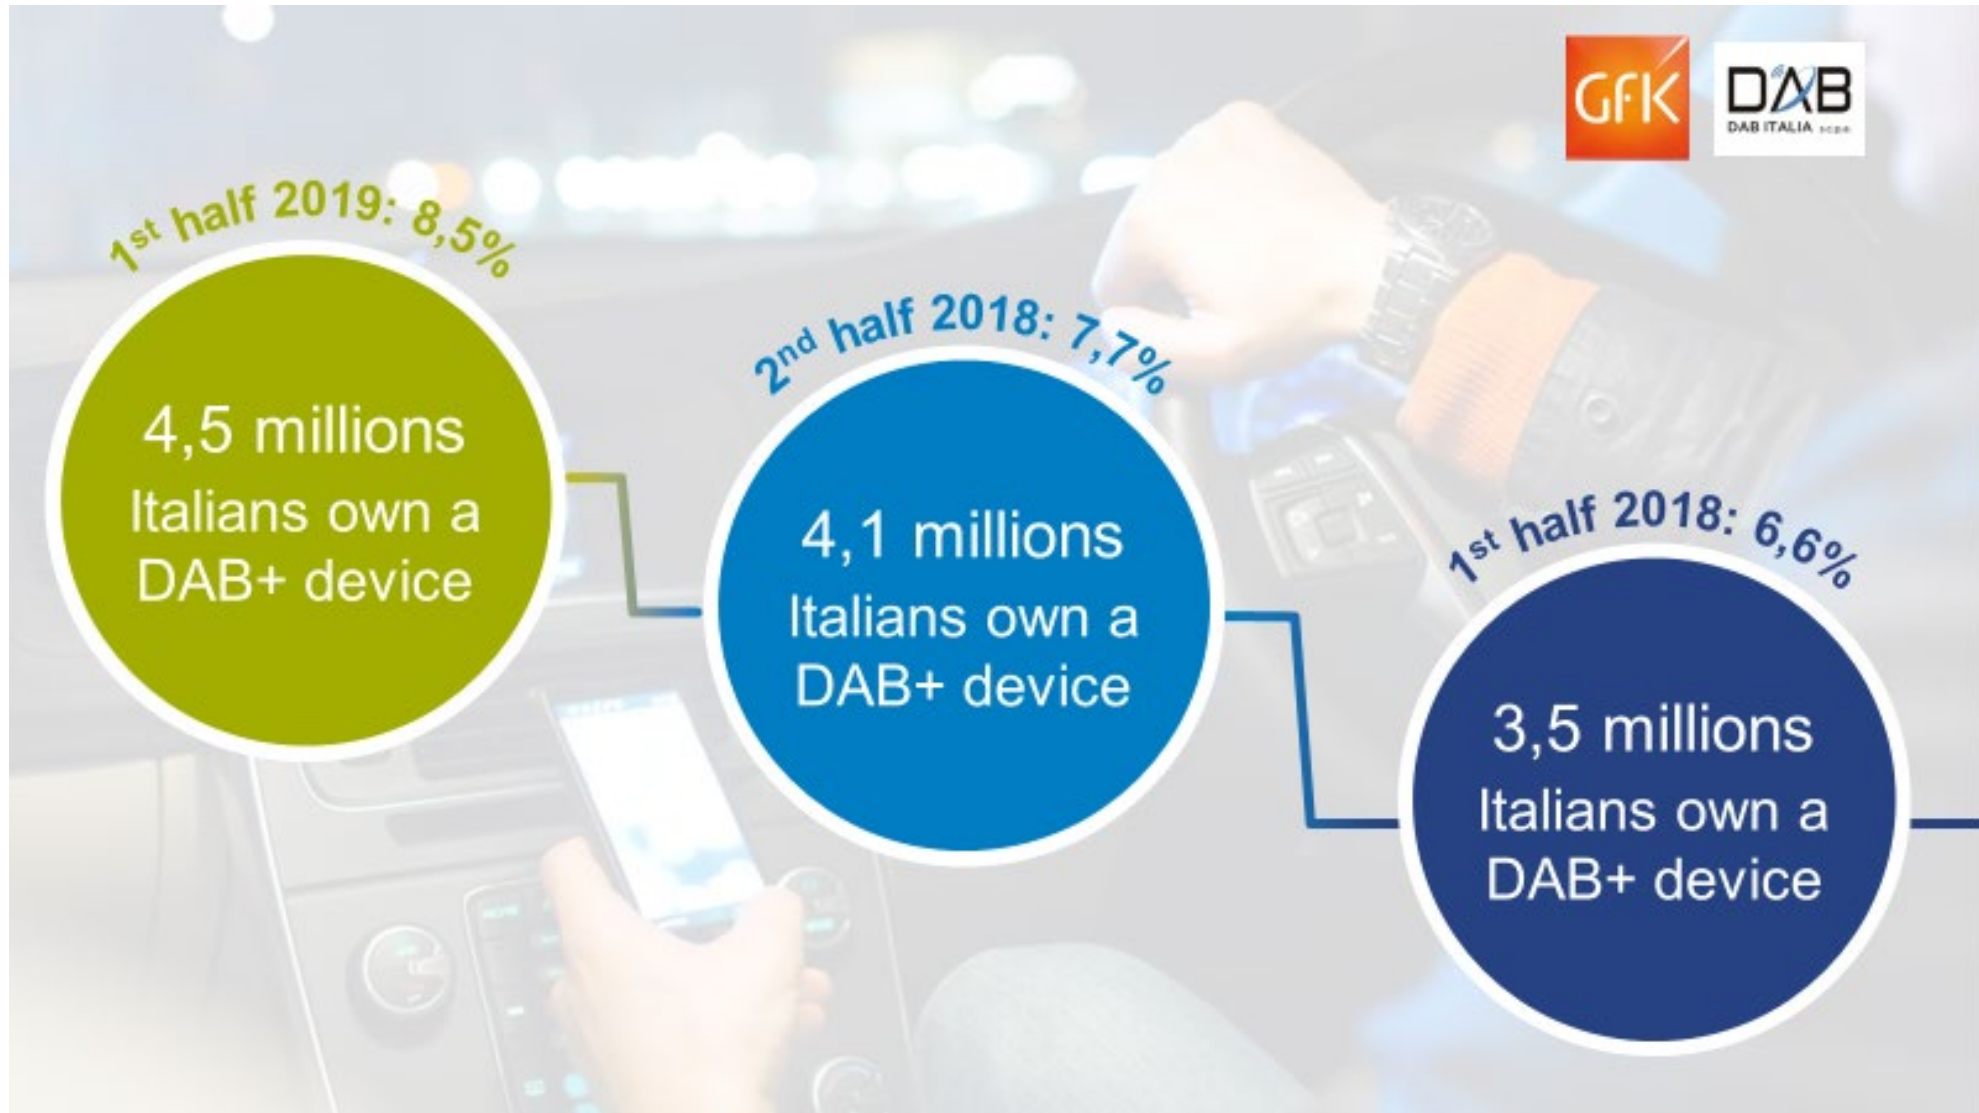 GFK
DAB
DAB ITALIA s.c.p.a.
1st half 2019: 8,5%
4,5 millions
Italians own a
DAB+ device
2nd half 2018: 7,7%
4,1 millions
Italians own a
DAB+ device
1st half 2018: 6,6%
3,5 millions
Italians own a
DAB+ device